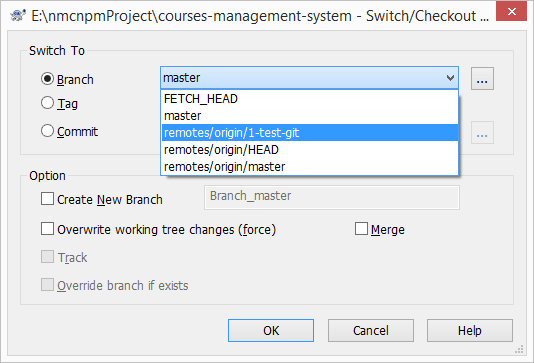 E:\nmcnpmProject\courses-management-system - Switch/Checkout ...
Switch To
Branch
master
...
FETCH_HEAD
master
remotes/origin/1-test-git
remotes/origin/HEAD
remotes/origin/master
Tag
Commit
...
Option
Create New Branch
Branch_master
Overwrite working tree changes (force)
Merge
Track
Override branch if exists
OK
Cancel
Help